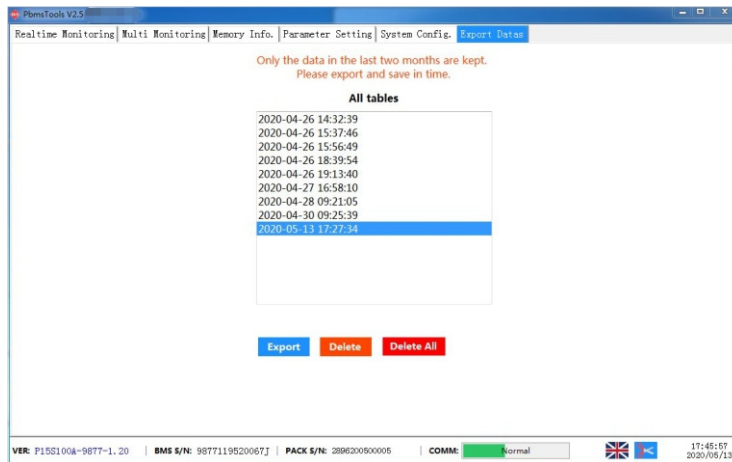 PbmsTools V2.5
Realtime Monitoring Multi Monitoring Memory Info. Parameter Setting System Config. Export Datas
Only the data in the last two months are kept.
Please export and save in time.
All tables
2020-04-26 14:32:39
2020-04-26 15:37:46
2020-04-26 15:56:49
2020-04-26 18:39:54
2020-04-26 19:13:40
2020-04-27 16:58:10
2020-04-28 09:21:05
2020-04-30 09:25:39
2020-05-13 17:27:34
Export Delete Delete All
VER: P15S100A-9877-1.20 BMS S/N: 9877119520067J PACK S/N: 2896200500005 COMM: Normal 17:45:57
2020/05/13